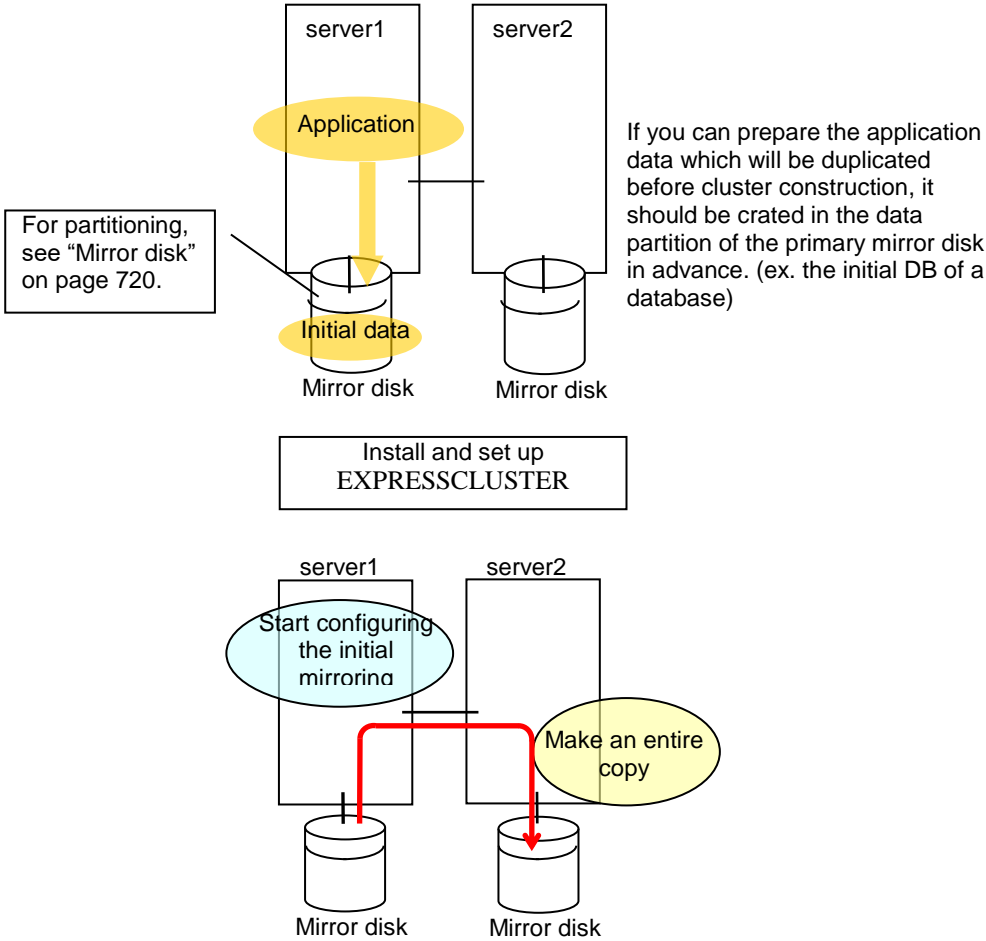 server1
server2
Application
If you can prepare the application
data which will be duplicated
before cluster construction, it
should be crated in the data
partition of the primary mirror disk
in advance. (ex. the initial DB of a
database)
For partitioning,
see “Mirror disk”
on page 720.
Initial data
Mirror disk
Mirror disk
Install and set up
EXPRESSCLUSTER
server1
server2
Start configuring
the initial
mirroring
Make an entire
copy
Mirror disk
Mirror disk